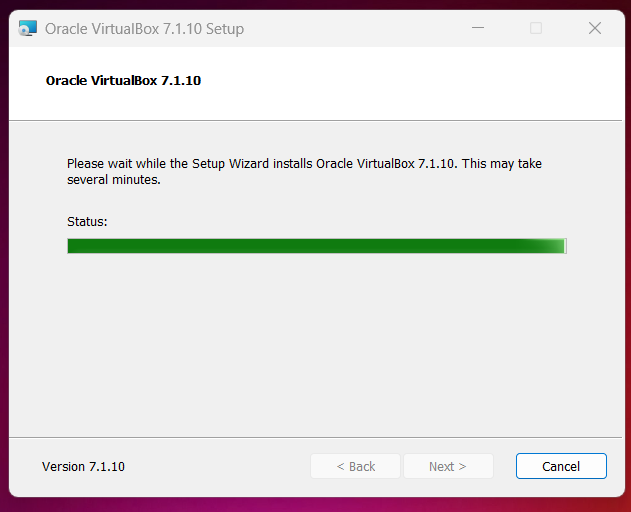 Oracle VirtualBox 7.1.10 Setup
Oracle VirtualBox 7.1.10
Please wait while the Setup Wizard installs Oracle VirtualBox 7.1.10. This may take
several minutes.
Status:
Version 7.1.10
< Back
Next >
Cancel